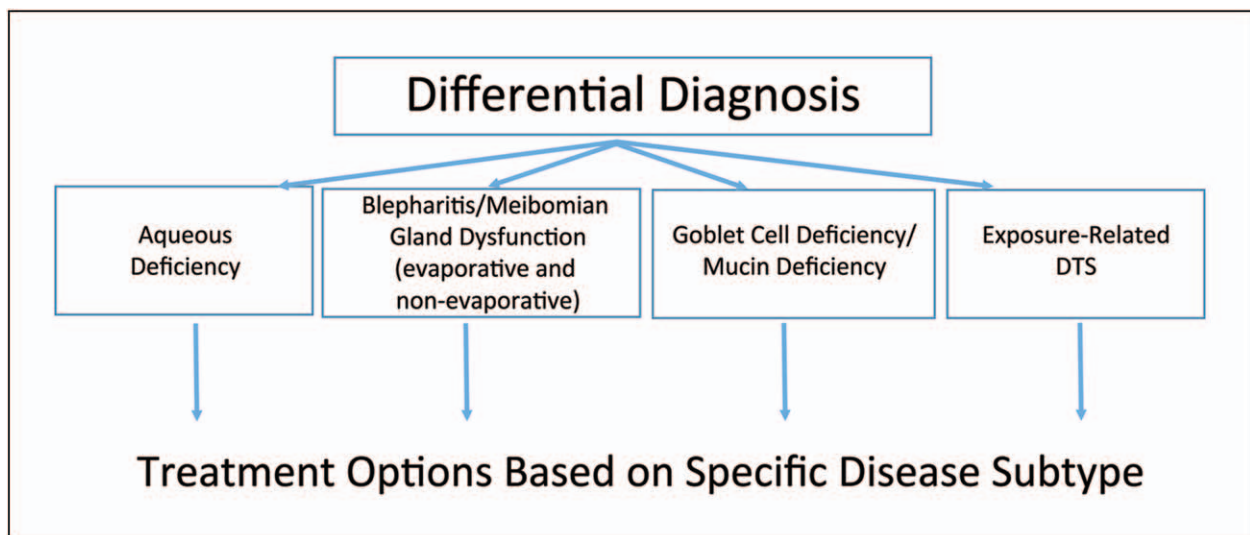 Differential Diagnosis
Aqueous
Deficiency
Blepharitis/Meibomian
Gland Dysfunction
(evaporative and
non-evaporative)
Goblet Cell Deficiency/
Mucin Deficiency
Exposure-Related
DTS
Treatment Options Based on Specific Disease Subtype